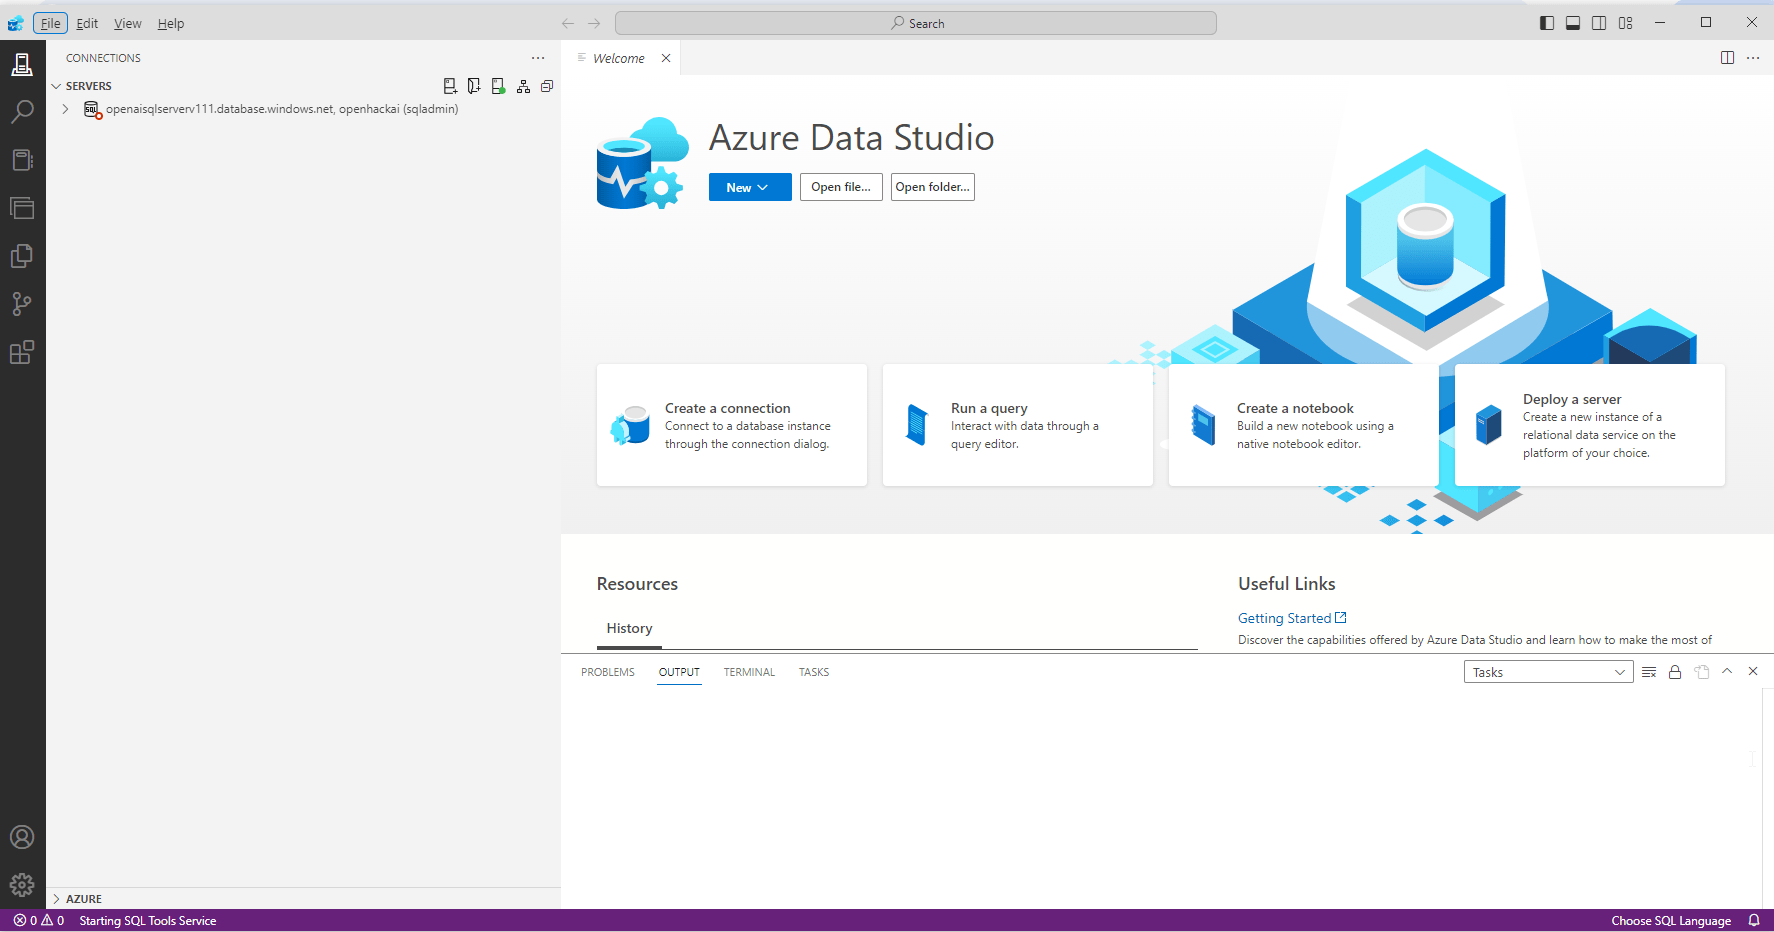 File Edit View Help
Search
CONNECTIONS
SERVERS
SQL
openaisqlserverv111.database.windows.net, openhackai (sqladmin)
AZURE
Welcome
Azure Data Studio
New
Open file...
Open folder...
Create a connection
Connect to a database instance
through the connection dialog.
Run a query
Interact with data through a
query editor.
Create a notebook
Build a new notebook using a
native notebook editor.
Deploy a server
Create a new instance of a
relational data service on the
platform of your choice.
Resources
History
Useful Links
Getting Started
Discover the capabilities offered by Azure Data Studio and learn how to make the most of
PROBLEMS OUTPUT TERMINAL TASKS
Tasks
0 0 Starting SQL Tools Service
Choose SQL Language